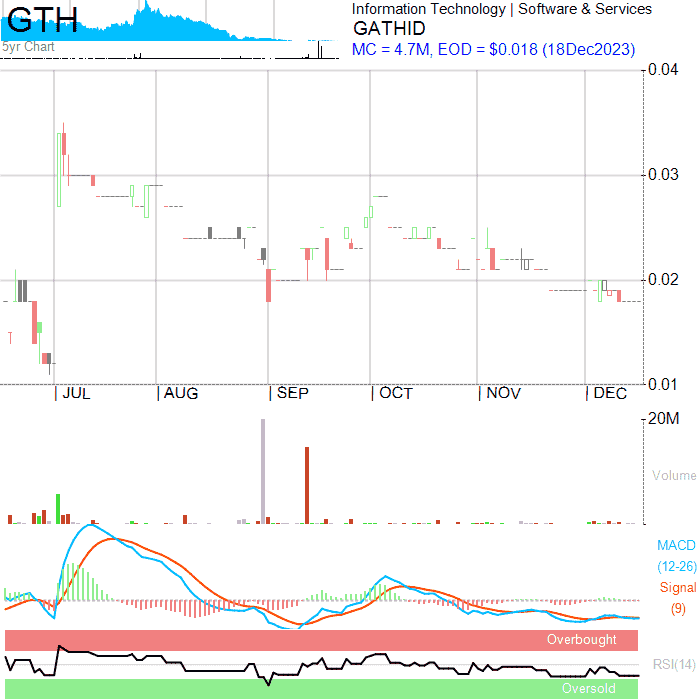 GTH
5yr Chart
Information Technology | Software & Services
GATHID
MC = 4.7M, EOD = $0.018 (18Dec2023)
0.04
0.03
0.02
0.01
| JUL | AUG | SEP | OCT | NOV | DEC
20M
Volume
MACD
(12-26)
Signal
(9)
Overbought
RSI(14)
Oversold